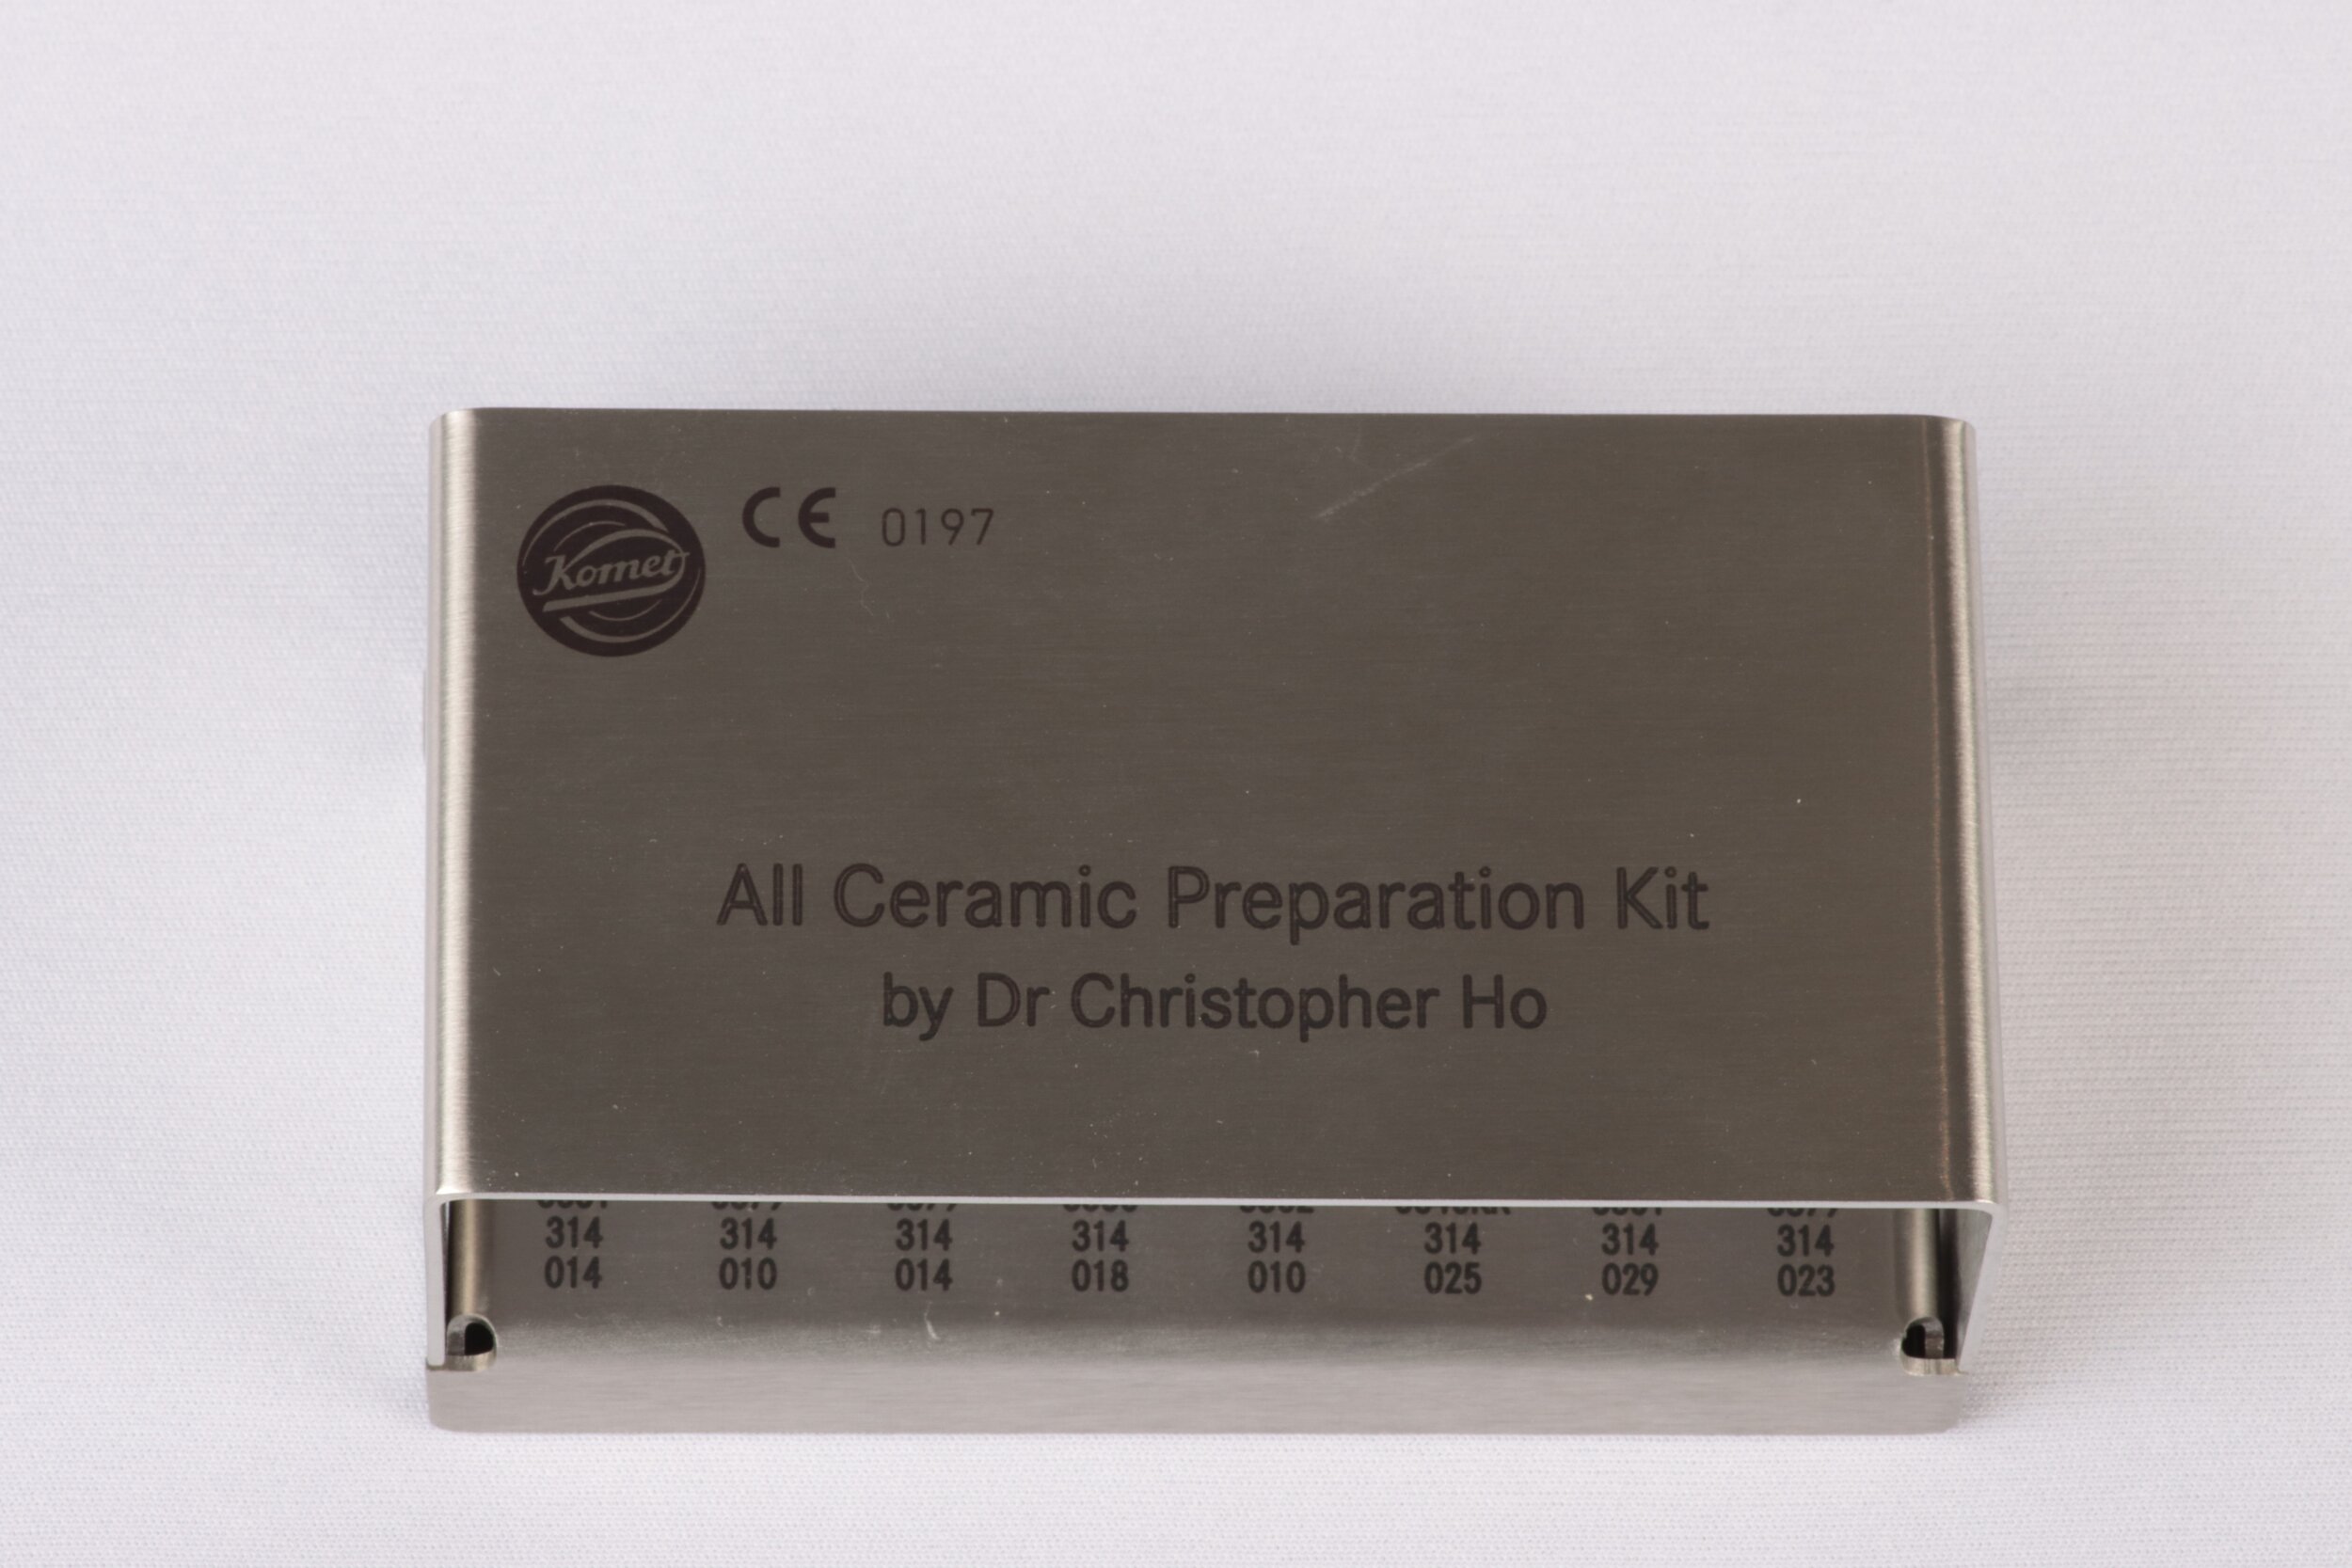 Komet
CE 0197
All Ceramic Preparation Kit
by Dr Christopher Ho
314 314 314 314 314 314 314 314
014 010 014 018 010 025 029 023